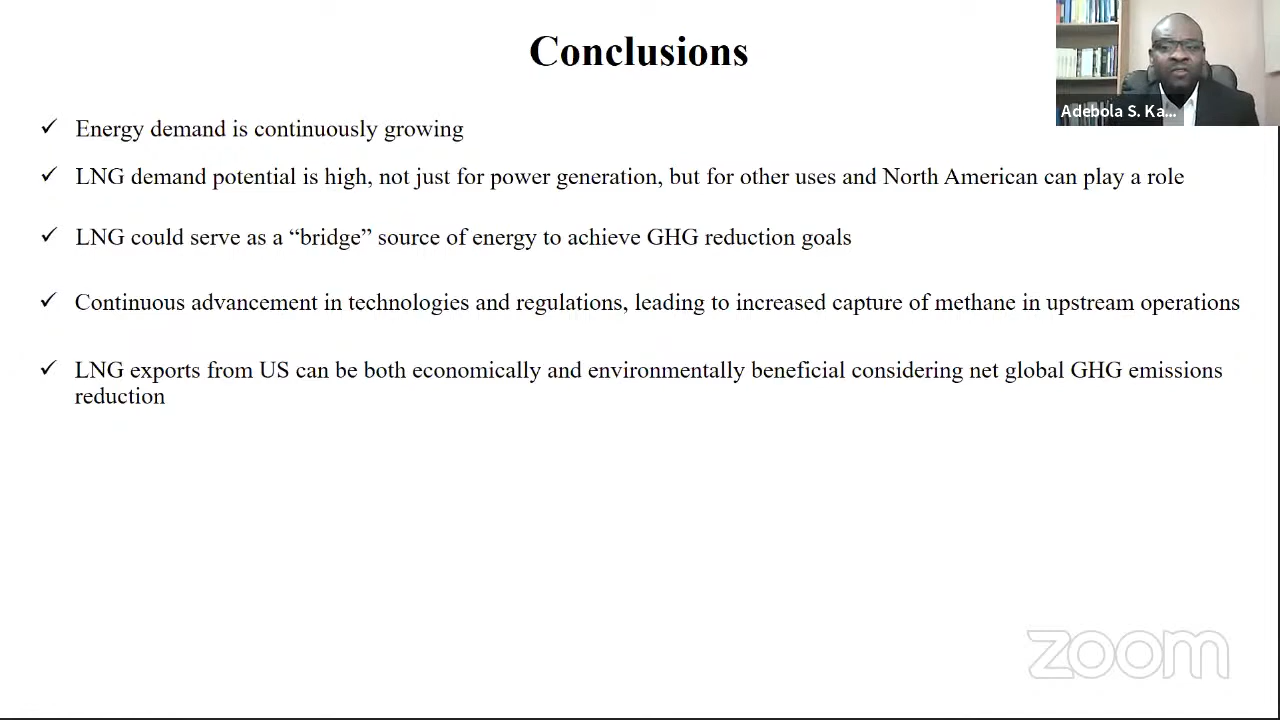 Conclusions
Adebola S. Ka...
✓ Energy demand is continuously growing
✓ LNG demand potential is high, not just for power generation, but for other uses and North American can play a role
✓ LNG could serve as a “bridge” source of energy to achieve GHG reduction goals
✓ Continuous advancement in technologies and regulations, leading to increased capture of methane in upstream operations
✓ LNG exports from US can be both economically and environmentally beneficial considering net global GHG emissions
reduction
zoom